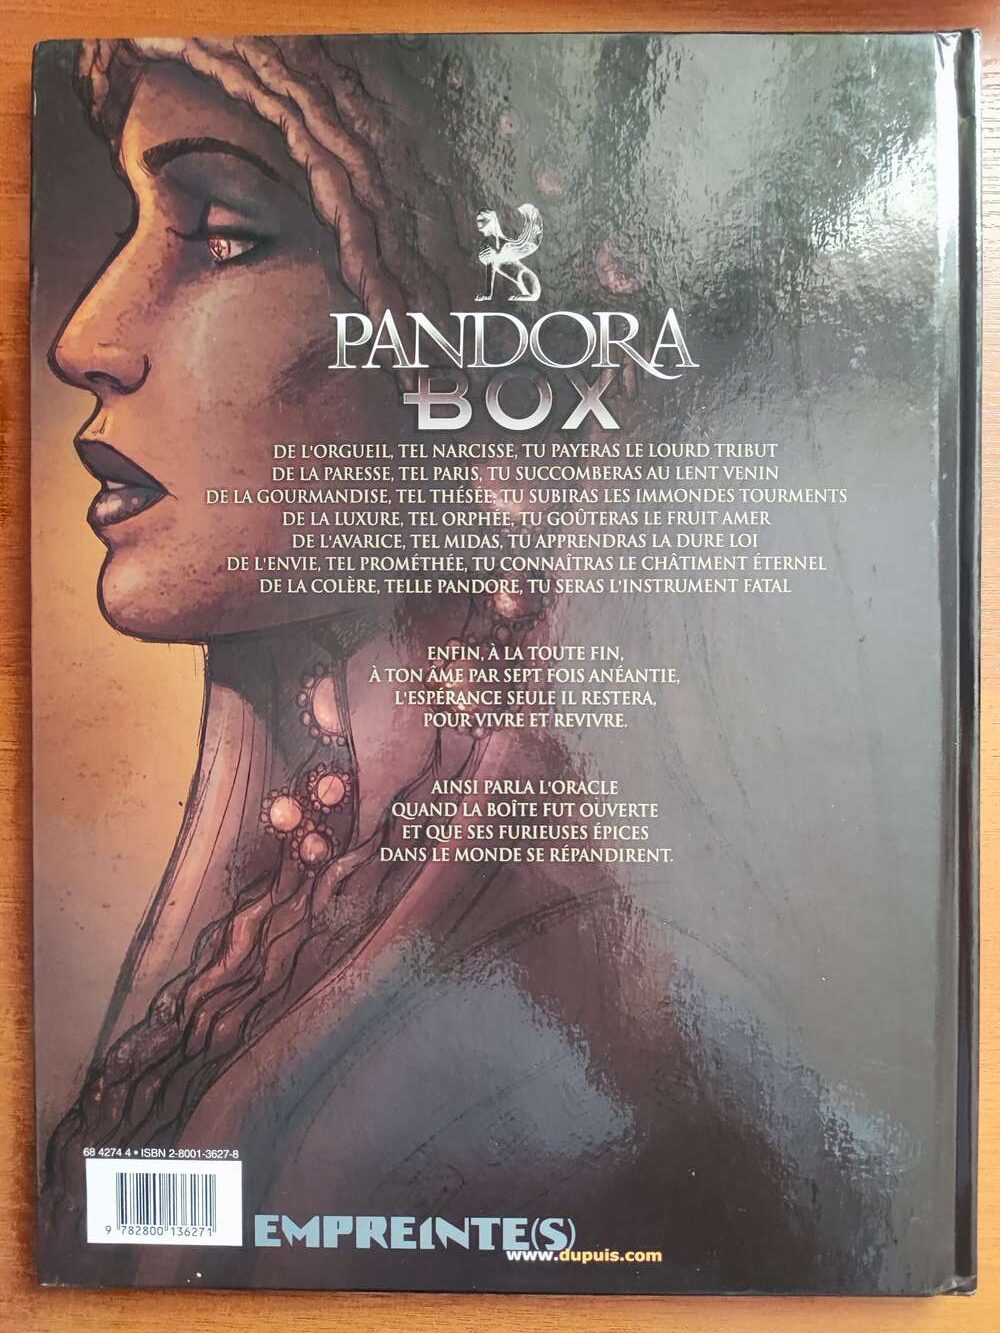 PANDORA
BOX
DE L'ORGUEIL, TEL NARCISSE, TU PAYERAS LE LOURD TRIBUT
DE LA PARESSE, TEL PARIS, TU SUCCOMBERAS AU LENT VENIN
DE LA GOURMANDISE, TEL THÉSÉE, TU SUBIRAS LES IMMONDES TOURMENTS
DE LA LUXURE, TEL ORPHÉE, TU GOÛTERAS LE FRUIT AMER
DE L'AVARICE, TEL MIDAS, TU APPRENDRAS LA DURE LOI
DE L'ENVIE, TEL PROMÉTHÉE, TU CONNAÎTRAS LE CHÂTIMENT ÉTERNEL
DE LA COLÈRE, TELLE PANDORE, TU SERAS L'INSTRUMENT FATAL
ENFIN, À LA TOUTE FIN,
À TON ÂME PAR SEPT FOIS ANÉANTIE,
L'ESPÉRANCE SEULE IL RESTERA,
POUR VIVRE ET REVIVRE.
AINSI PARLA L'ORACLE
QUAND LA BOÎTE FUT OUVERTE
ET QUE SES FURIEUSES ÉPICES
DANS LE MONDE SE RÉPANDIRENT.
68 4274 4 • ISBN 2-8001-3627-8
9 782800 136271
EMPREINTE(S)
www.dupuis.com